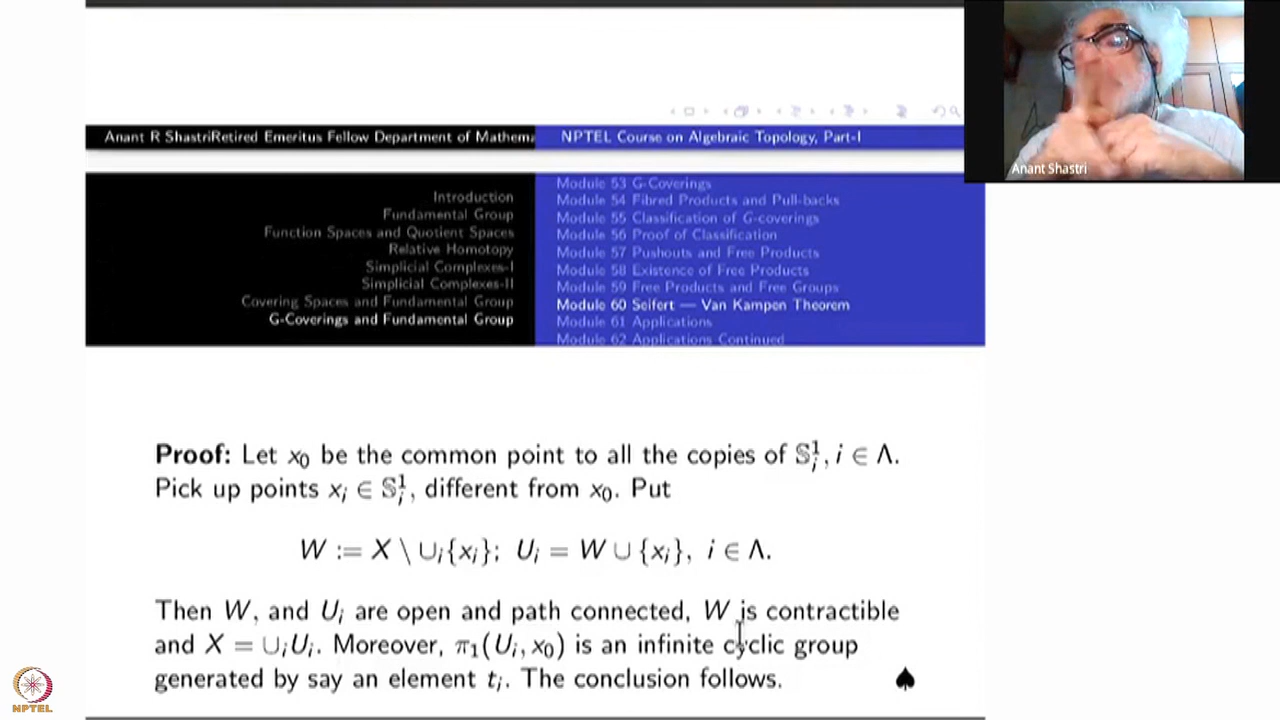 Anant R ShastriRetired Emeritus Fellow Department of Mathema
NPTEL Course on Algebraic Topology, Part-I
Anant Shastri
Introduction
Fundamental Group
Function Spaces and Quotient Spaces
Relative Homotopy
Simplicial Complexes-I
Simplicial Complexes-II
Covering Spaces and Fundamental Group
G-Coverings and Fundamental Group
Module 53 G-Coverings
Module 54 Fibred Products and Pull-backs
Module 55 Classification of G-coverings
Module 56 Proof of Classification
Module 57 Pushouts and Free Products
Module 58 Existence of Free Products
Module 59 Free Products and Free Groups
Module 60 Seifert — Van Kampen Theorem
Module 61 Applications
Module 62 Applications Continued
Proof: Let x₀ be the common point to all the copies of 𝕊¹ᵢ, i ∈ Λ.
Pick up points xᵢ ∈ 𝕊¹ᵢ, different from x₀. Put
W := X \ ∪ᵢ{xᵢ}; Uᵢ = W ∪ {xᵢ}, i ∈ Λ.
Then W, and Uᵢ are open and path connected, W is contractible
and X = ∪ᵢUᵢ. Moreover, π₁(Uᵢ, x₀) is an infinite cyclic group
generated by say an element tᵢ. The conclusion follows. ♠
NPTEL